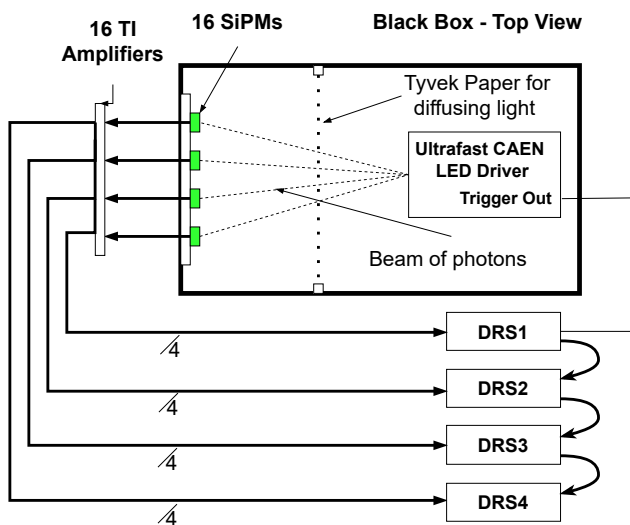 16 TI
Amplifiers
16 SiPMs
Black Box - Top View
Tyvek Paper for
diffusing light
Ultrafast CAEN
LED Driver
Trigger Out
Beam of photons
4
DRS1
4
DRS2
4
DRS3
4
DRS4